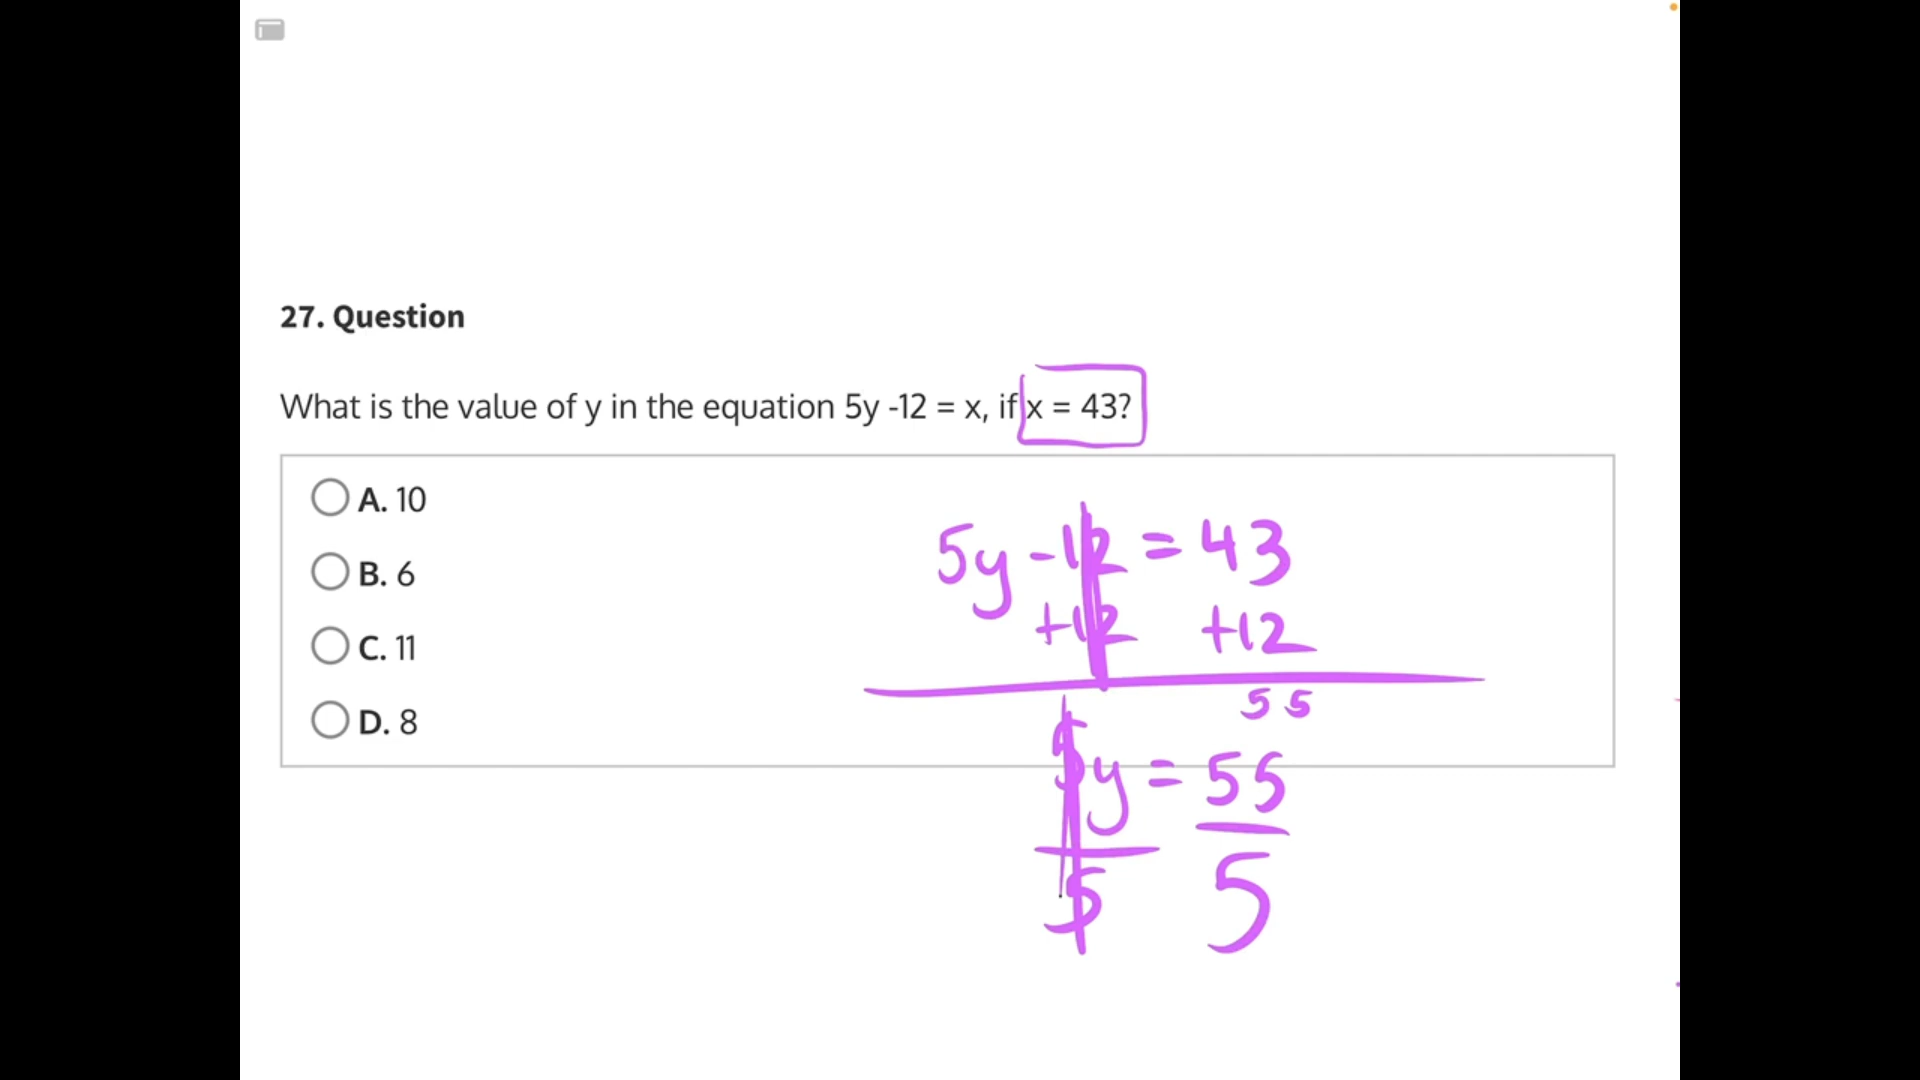 27. Question
What is the value of y in the equation 5y -12 = x, if x = 43?
A. 10
B. 6
C. 11
D. 8
5y -12 = 43
+12 +12
55
5y = 55
5 5